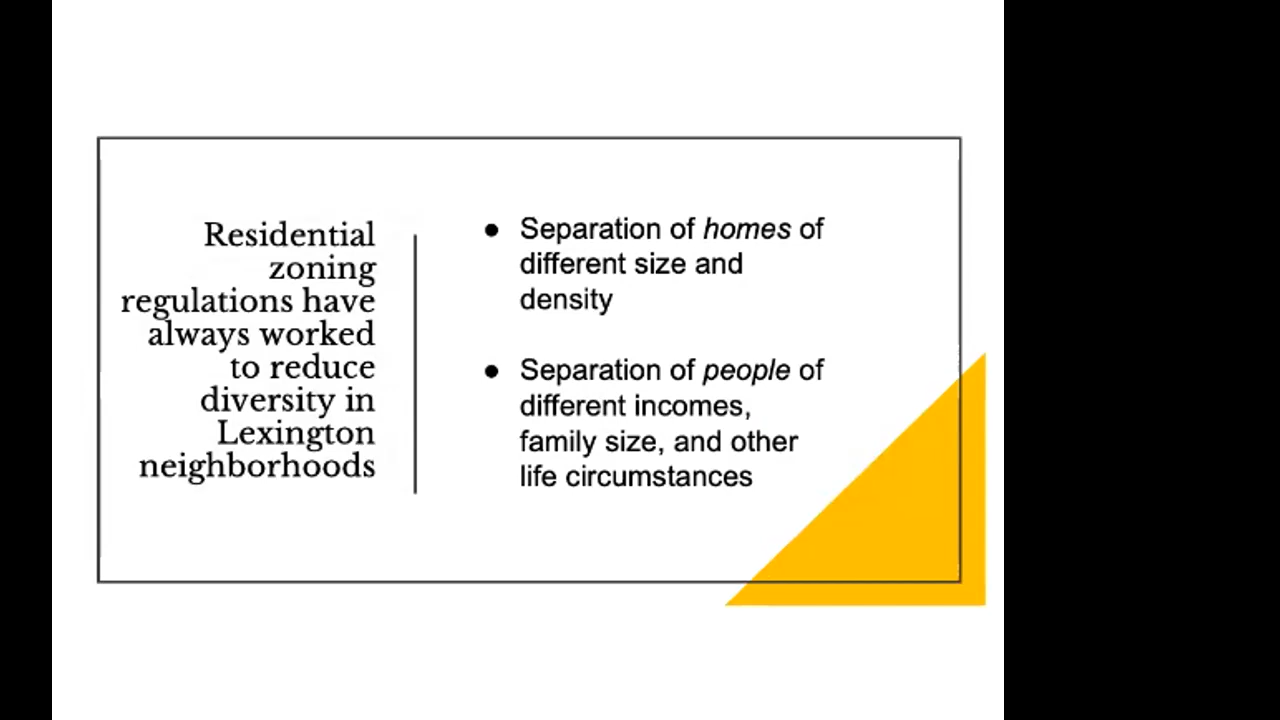 Residential
zoning
regulations have
always worked
to reduce
diversity in
Lexington
neighborhoods
● Separation of homes of
different size and
density
● Separation of people of
different incomes,
family size, and other
life circumstances